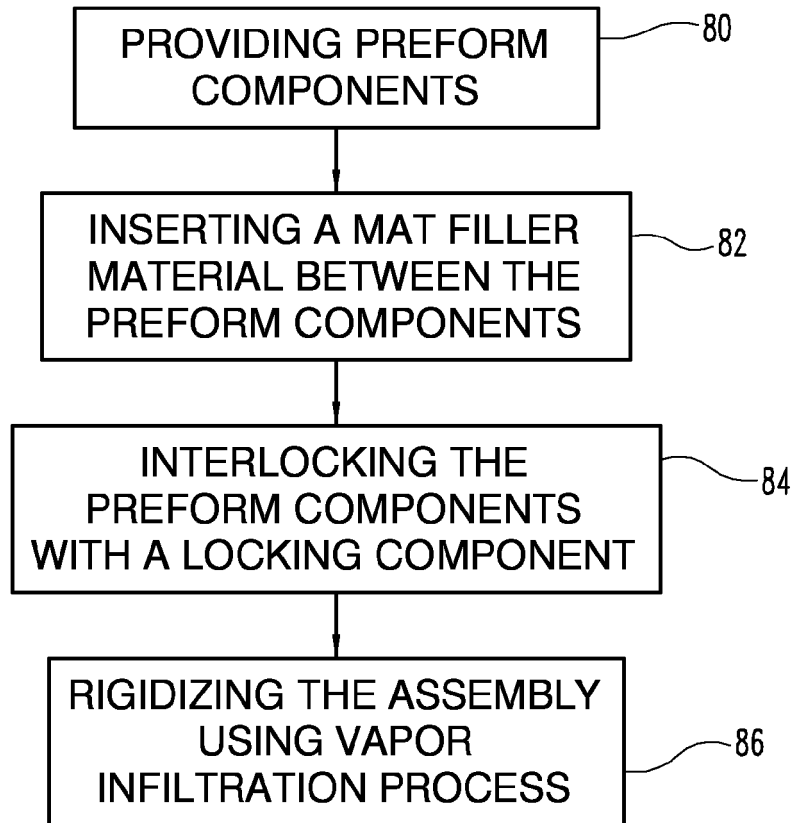 PROVIDING PREFORM
COMPONENTS
80
INSERTING A MAT FILLER
MATERIAL BETWEEN THE
PREFORM COMPONENTS
82
INTERLOCKING THE
PREFORM COMPONENTS
WITH A LOCKING COMPONENT
84
RIGIDIZING THE ASSEMBLY
USING VAPOR
INFILTRATION PROCESS
86